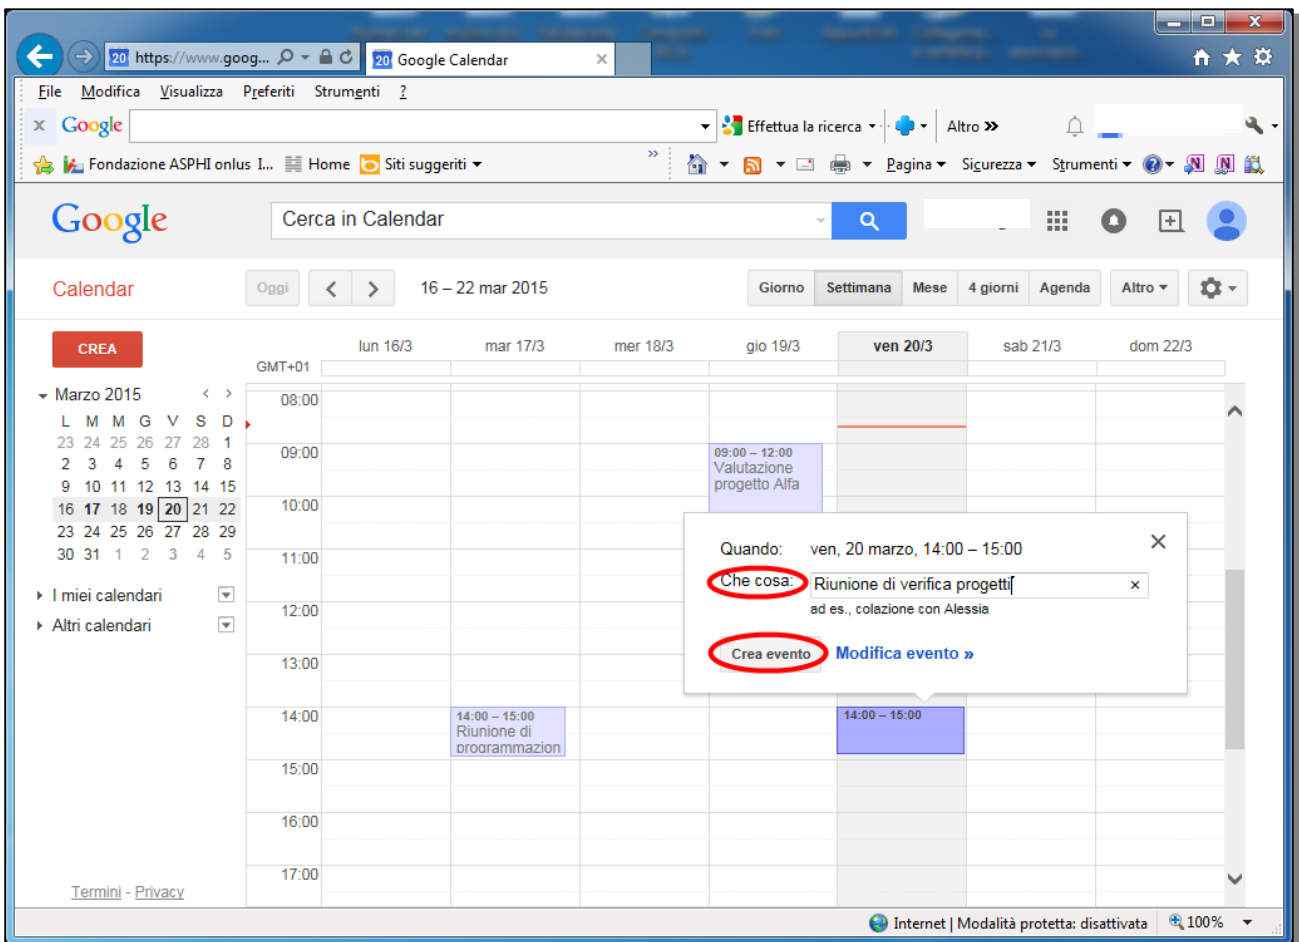 20 https://www.goog...
20 Google Calendar
File Modifica Visualizza Preferiti Strumenti ?
x Google
Effettua la ricerca
Altro »
Fondazione ASPHI onlus I...
Home
Siti suggeriti
»
Pagina
Sicurezza
Strumenti
Google
Cerca in Calendar
Calendar
Oggi
16 – 22 mar 2015
Giorno Settimana Mese 4 giorni Agenda
Altro
CREA
lun 16/3 mar 17/3 mer 18/3 gio 19/3 ven 20/3 sab 21/3 dom 22/3
GMT+01
Marzo 2015 < >
L M M G V S D
23 24 25 26 27 28 1
2 3 4 5 6 7 8
9 10 11 12 13 14 15
16 17 18 19 20 21 22
23 24 25 26 27 28 29
30 31 1 2 3 4 5
I miei calendari
Altri calendari
08:00
09:00
10:00
11:00
12:00
13:00
14:00
15:00
16:00
17:00
09:00 – 12:00
Valutazione
progetto Alfa
Quando: ven, 20 marzo, 14:00 – 15:00
Che cosa: Riunione di verifica progetti
ad es., colazione con Alessia
Crea evento Modifica evento »
14:00 – 15:00
Riunione di
programmazion
14:00 – 15:00
Termini - Privacy
Internet | Modalità protetta: disattivata
100%